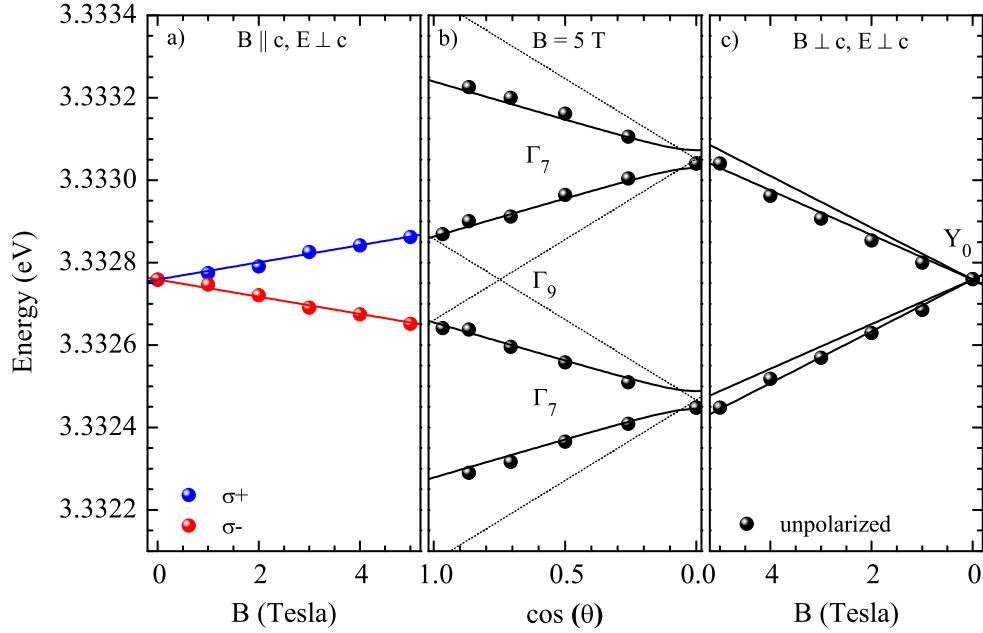 a)
B ∥ c, E ⊥ c
b)
B = 5 T
c)
B ⊥ c, E ⊥ c
3.3334
3.3332
3.3330
3.3328
3.3326
3.3324
3.3322
Energy (eV)
Γ7
Γ9
Γ7
Y0
σ+
σ-
unpolarized
0 2 4
1.0 0.5 0.0
4 2 0
B (Tesla)
cos (θ)
B (Tesla)